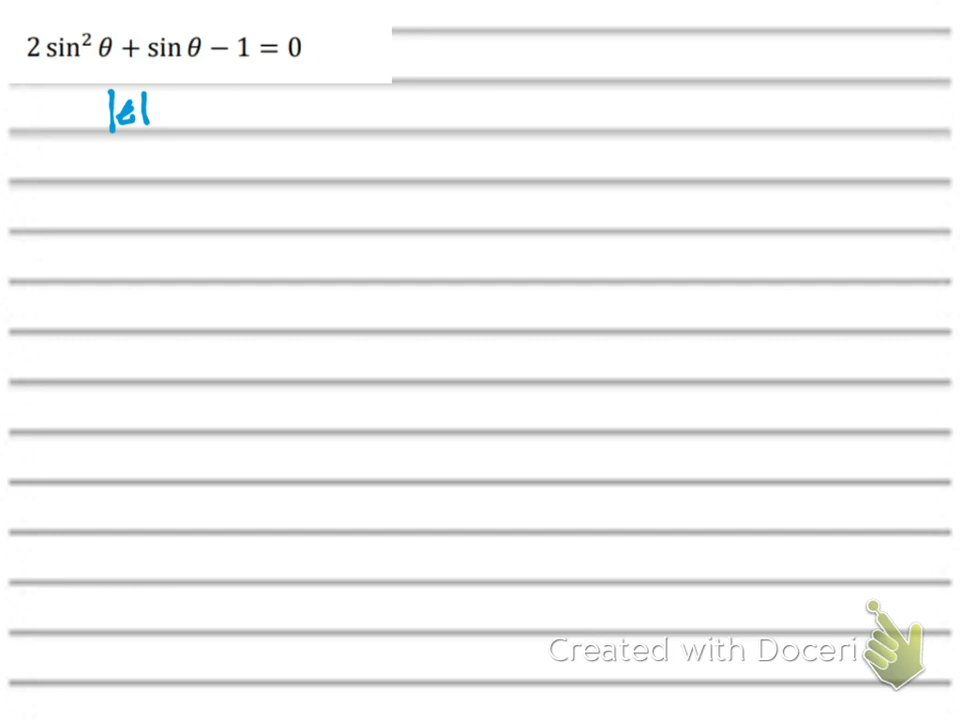 2 sin² θ + sin θ − 1 = 0
Created with Doceri